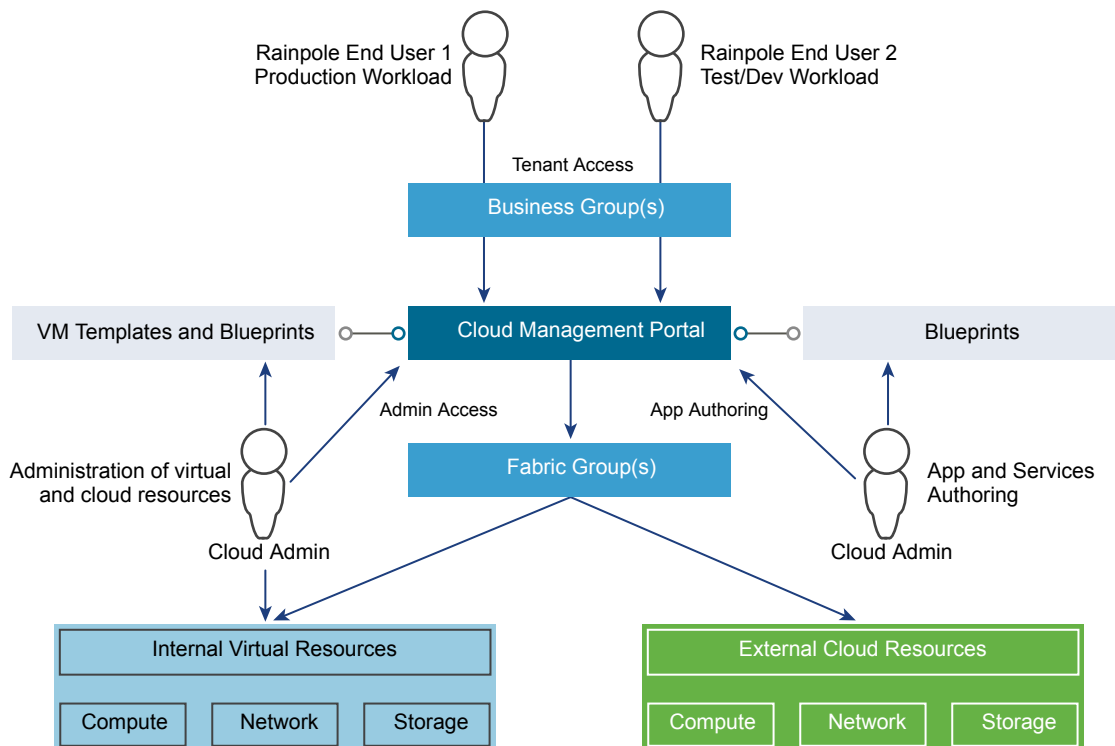 Rainpole End User 1
Production Workload
Rainpole End User 2
Test/Dev Workload
Tenant Access
Business Group(s)
VM Templates and Blueprints
Cloud Management Portal
Blueprints
Admin Access
App Authoring
Administration of virtual
and cloud resources
Fabric Group(s)
App and Services
Authoring
Cloud Admin
Cloud Admin
Internal Virtual Resources
External Cloud Resources
Compute
Network
Storage
Compute
Network
Storage